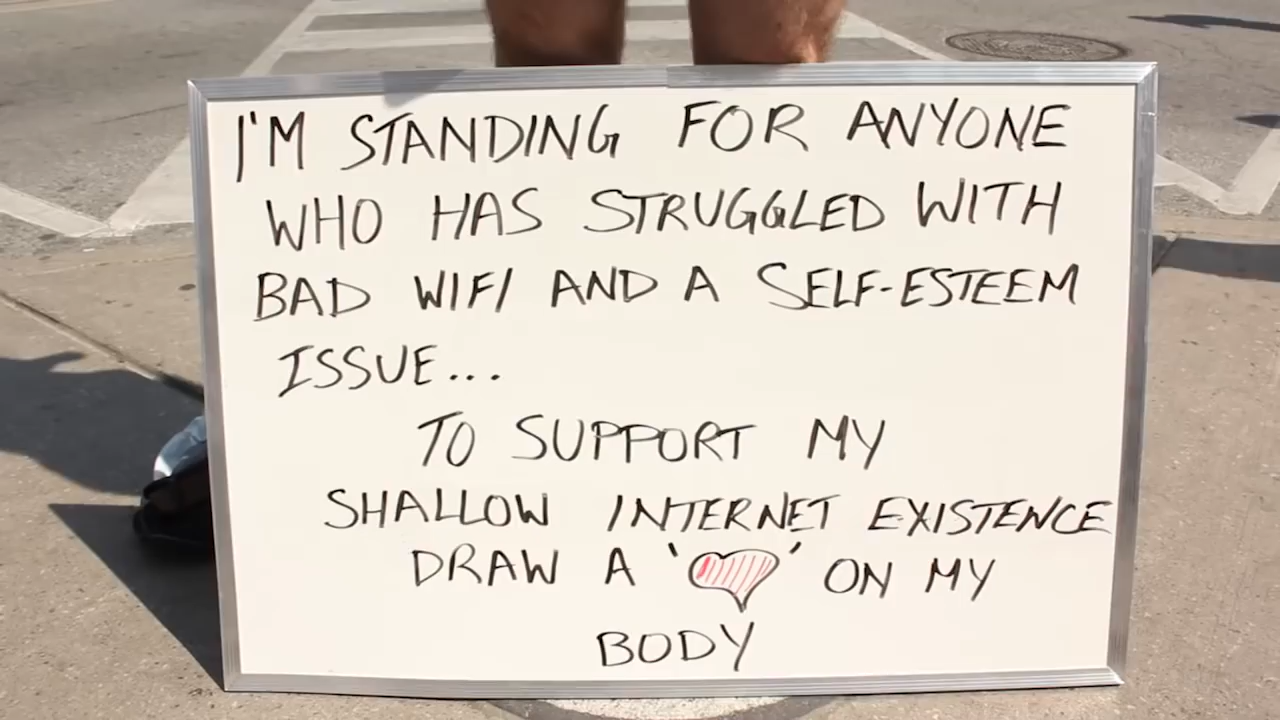 I'M STANDING FOR ANYONE
WHO HAS STRUGGLED WITH
BAD WIFI AND A SELF-ESTEEM
ISSUE...
TO SUPPORT MY
SHALLOW INTERNET EXISTENCE
DRAW A '❤' ON MY
BODY